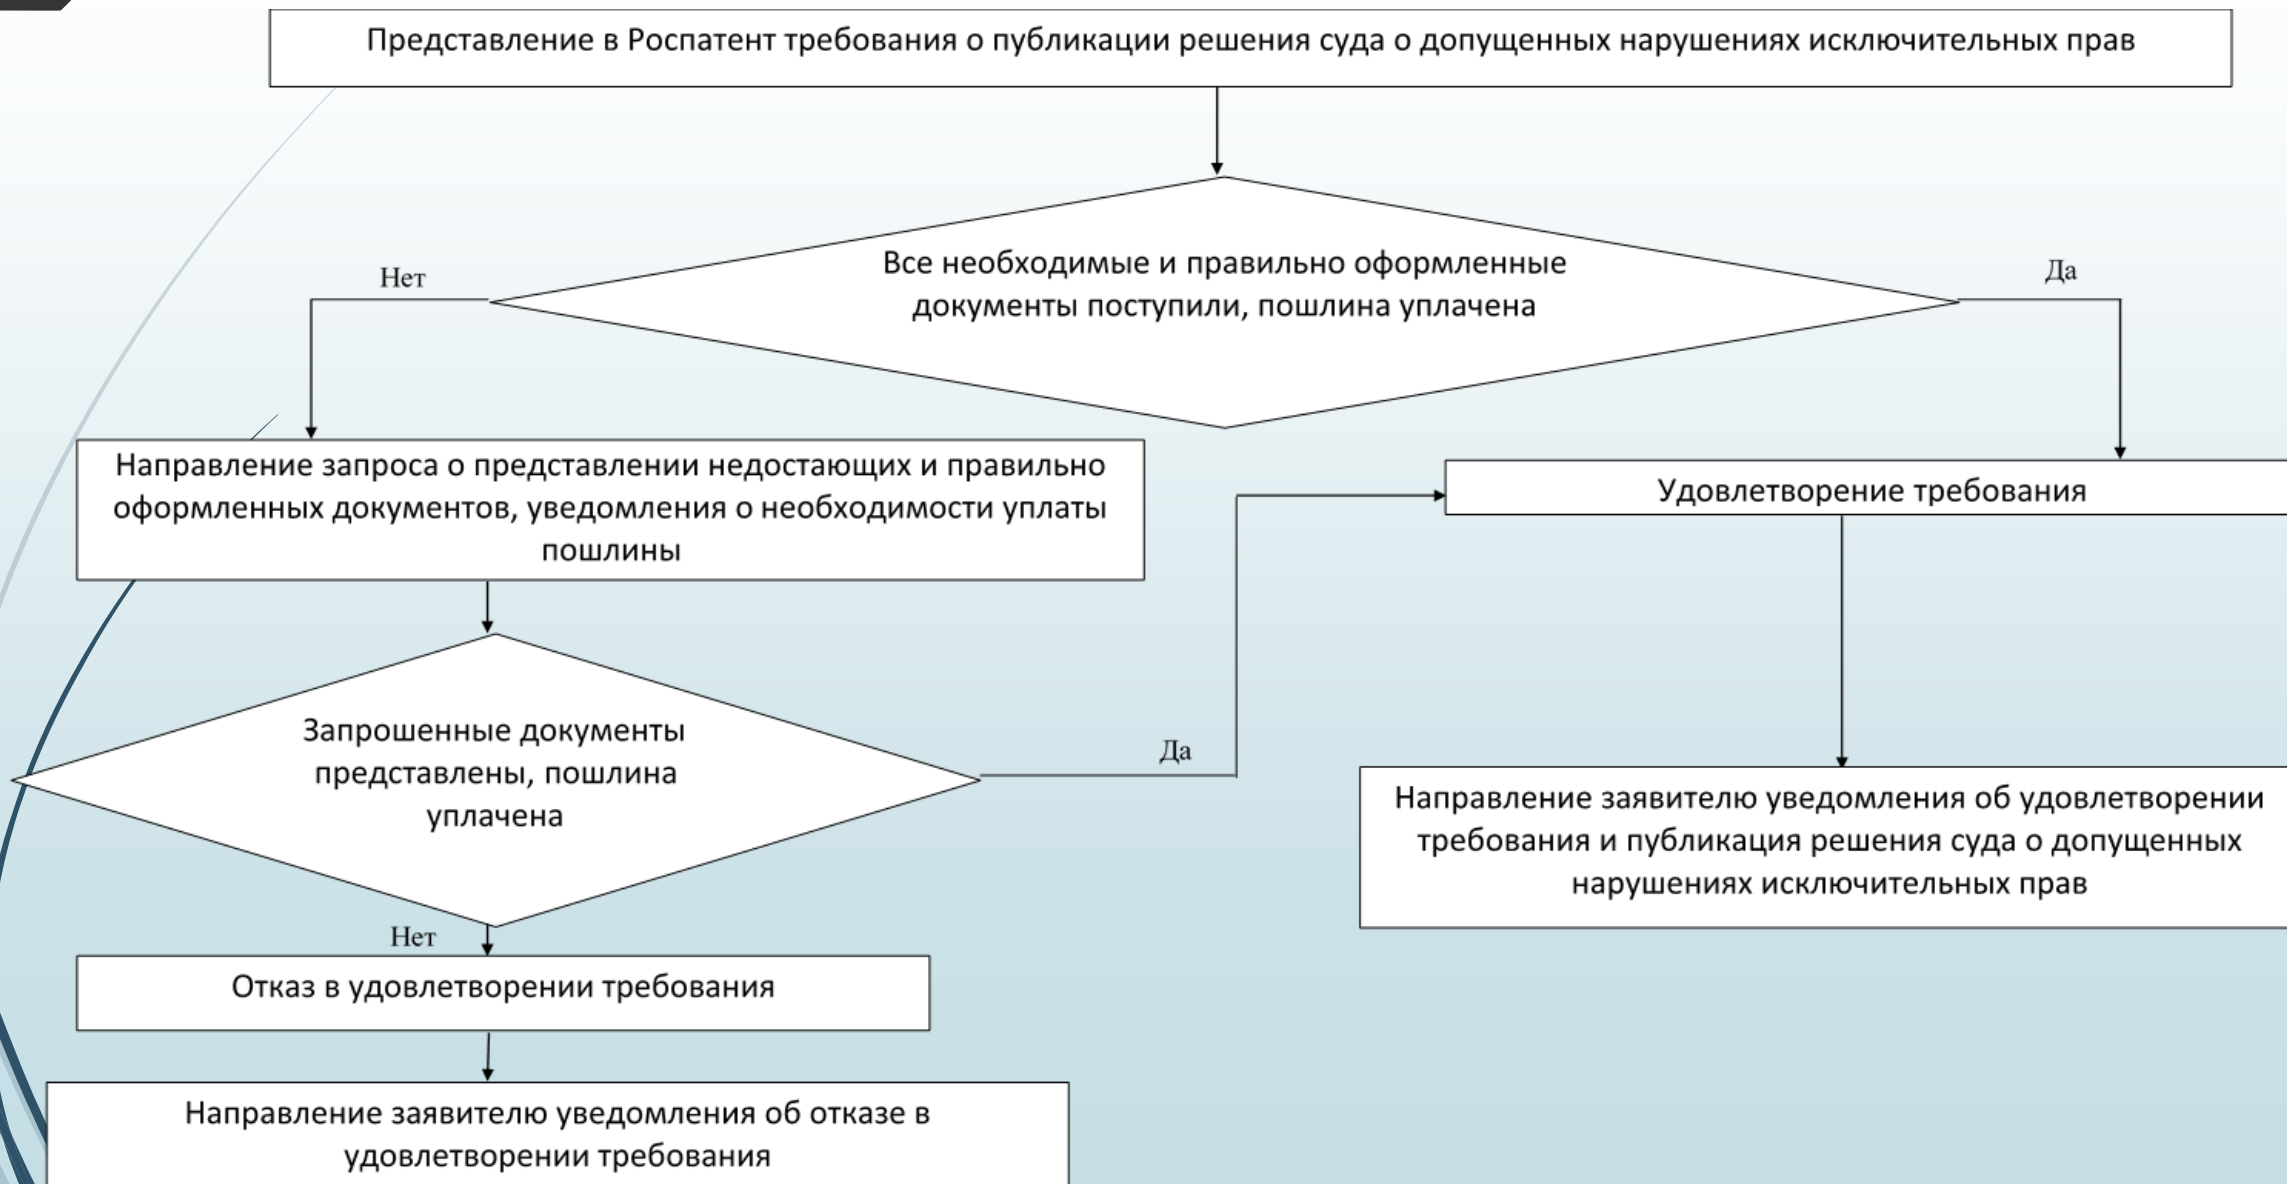 Представление в Роспатент требования о публикации решения суда о допущенных нарушениях исключительных прав
Все необходимые и правильно оформленные
документы поступили, пошлина уплачена
Нет
Да
Направление запроса о представлении недостающих и правильно
оформленных документов, уведомления о необходимости уплаты
пошлины
Удовлетворение требования
Запрошенные документы
представлены, пошлина
уплачена
Да
Направление заявителю уведомления об удовлетворении
требования и публикация решения суда о допущенных
нарушениях исключительных прав
Нет
Отказ в удовлетворении требования
Направление заявителю уведомления об отказе в
удовлетворении требования